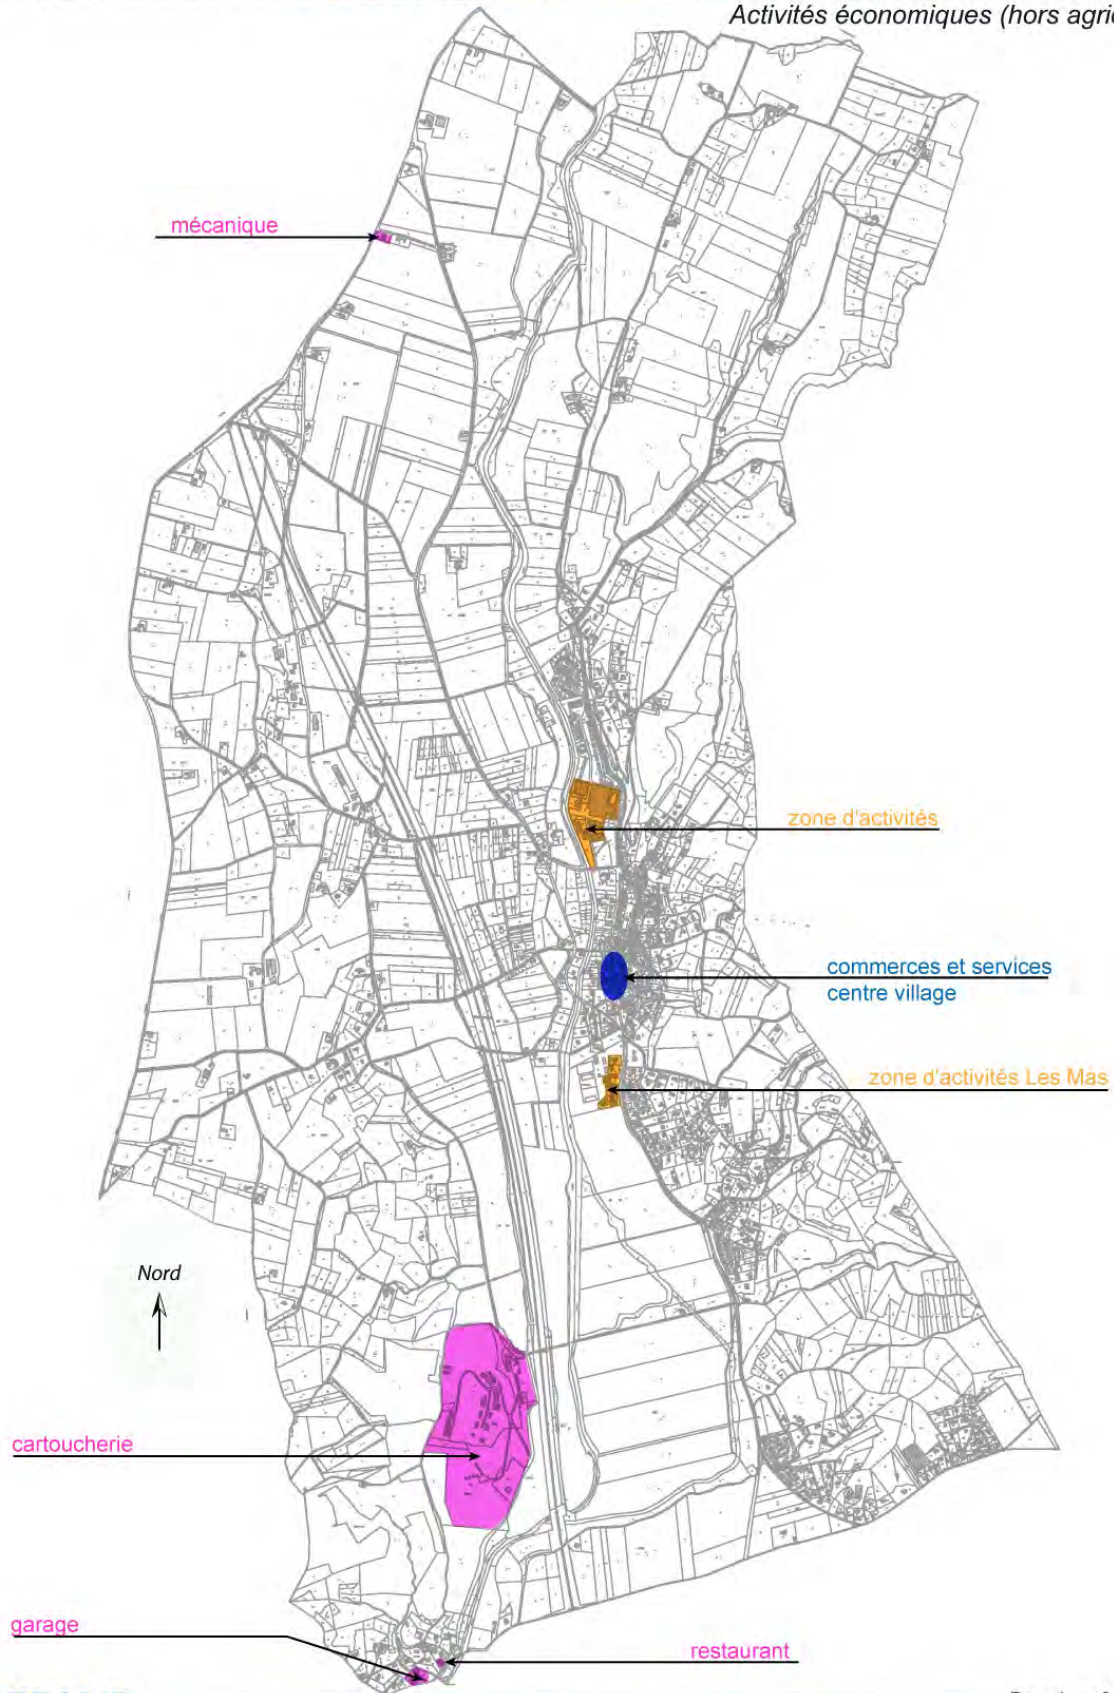 Activités économiques (hors agri
mécanique
zone d'activités
commerces et services
centre village
zone d'activités Les Mas
Nord
cartoucherie
garage
restaurant